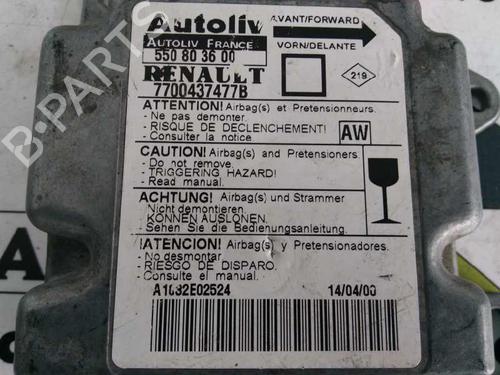 Autoliv
AVANT/FORWARD
AUTOLIV FRANCE
VORN/DELANTE
550 80 36 00
RENAULT
7700437477B
219
ATTENTION! Airbag(s) et Pretensionneurs.
- Ne pas demonter.
- RISQUE DE DECLENCHEMENT!
- Consulter la notice.
AW
CAUTION! Airbag(s) and Pretensioners.
- Do not remove.
- TRIGGERING HAZARD!
- Read manual.
ACHTUNG! Airbag(s) und Strammer
- Nicht demontieren
- KONNEN AUSLONEN.
- Sehen Sie die Bedienungsanleitung.
¡ATENCION! Airbag(s) y Pretensionadores.
- No desmontar
- RIESGO DE DISPARO.
- Consulte el manual.
A1082E02524
14/04/00
B-PARTS